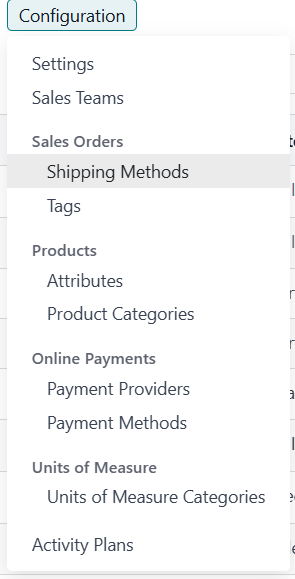 Configuration
Settings
Sales Teams
Sales Orders
Shipping Methods
Tags
Products
Attributes
Product Categories
Online Payments
Payment Providers
Payment Methods
Units of Measure
Units of Measure Categories
Activity Plans